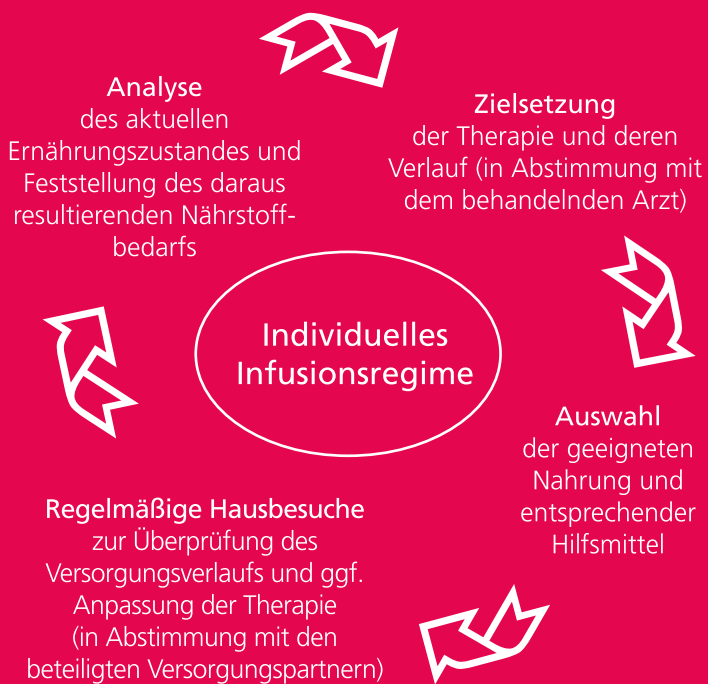 Analyse
des aktuellen
Ernährungszustandes und
Feststellung des daraus
resultierenden Nährstoff-
bedarfs
Zielsetzung
der Therapie und deren
Verlauf (in Abstimmung mit
dem behandelnden Arzt)
Individuelles
Infusionsregime
Auswahl
der geeigneten
Nahrung und
entsprechender
Hilfsmittel
Regelmäßige Hausbesuche
zur Überprüfung des
Versorgungsverlaufs und ggf.
Anpassung der Therapie
(in Abstimmung mit den
beteiligten Versorgungspartnern)